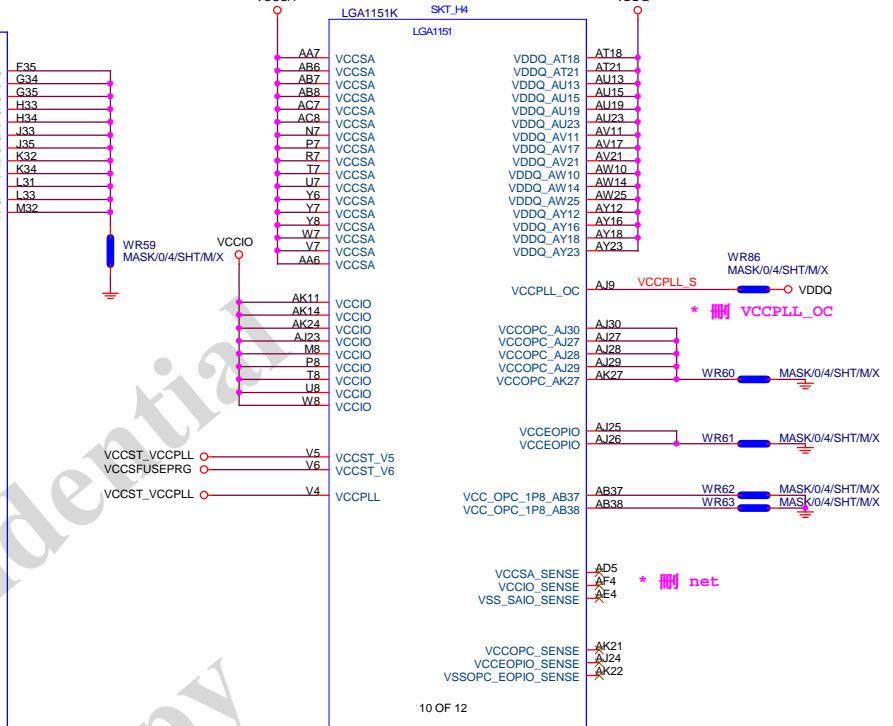 LGA1151K
SKT_H4
LGA1151
F35
G34
G35
H33
H34
J33
J35
K32
K34
L31
L33
M32
WR59
MASK/0/4/SHT/M/X
VCCIO
AA7 VCCSA
AB6 VCCSA
AB7 VCCSA
AB8 VCCSA
AC7 VCCSA
AC8 VCCSA
N7 VCCSA
P7 VCCSA
R7 VCCSA
T7 VCCSA
U7 VCCSA
Y6 VCCSA
Y7 VCCSA
Y8 VCCSA
W7 VCCSA
V7 VCCSA
AA6 VCCSA
AK11 VCCIO
AK14 VCCIO
AK24 VCCIO
AJ23 VCCIO
M8 VCCIO
P8 VCCIO
T8 VCCIO
U8 VCCIO
W8 VCCIO
VCCST_VCCPLL V5 VCCST_V5
VCCSFUSEPRG V6 VCCST_V6
VCCST_VCCPLL V4 VCCPLL
VDDQ_AT18 AT18
VDDQ_AT21 AT21
VDDQ_AU13 AU13
VDDQ_AU15 AU15
VDDQ_AU19 AU19
VDDQ_AU23 AU23
VDDQ_AV11 AV11
VDDQ_AV17 AV17
VDDQ_AV21 AV21
VDDQ_AW10 AW10
VDDQ_AW14 AW14
VDDQ_AW25 AW25
VDDQ_AY12 AY12
VDDQ_AY16 AY16
VDDQ_AY18 AY18
VDDQ_AY23 AY23
WR86
MASK/0/4/SHT/M/X
VCCPLL_OC AJ9 VCCPLL_S VDDQ
* 刪 VCCPLL_OC
VCCOPC_AJ30 AJ30
VCCOPC_AJ27 AJ27
VCCOPC_AJ28 AJ28
VCCOPC_AJ29 AJ29
VCCOPC_AK27 AK27 WR60 MASK/0/4/SHT/M/X
VCCEOPIO AJ25
VCCEOPIO AJ26 WR61 MASK/0/4/SHT/M/X
VCC_OPC_1P8_AB37 AB37 WR62 MASK/0/4/SHT/M/X
VCC_OPC_1P8_AB38 AB38 WR63 MASK/0/4/SHT/M/X
VCCSA_SENSE AD5
VCCIO_SENSE AF4
VSS_SAIO_SENSE AE4
* 刪 net
VCCOPC_SENSE AK21
VCCEOPIO_SENSE AJ24
VSSOPC_EOPIO_SENSE AK22
10 OF 12